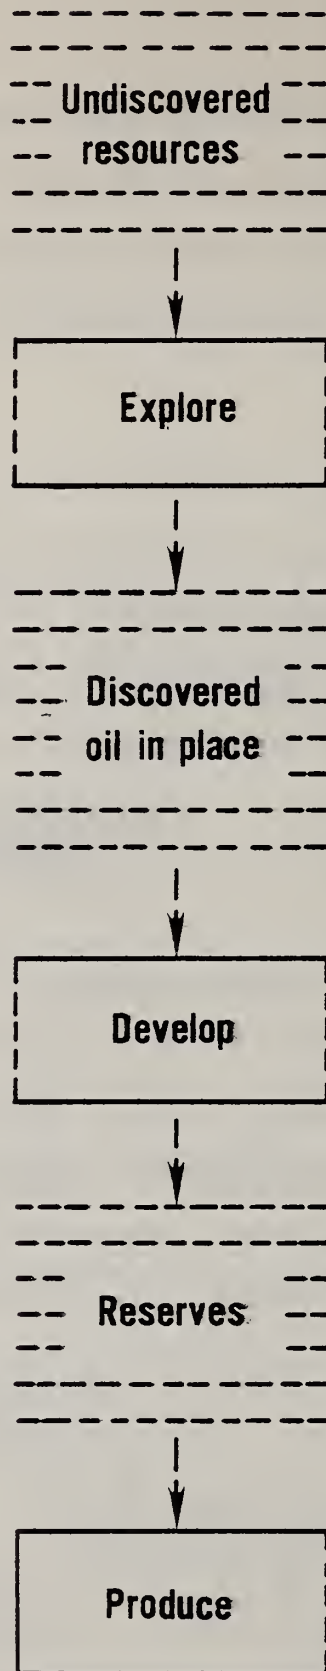 Undiscovered
resources
Explore
Discovered
oil in place
Develop
Reserves
Produce